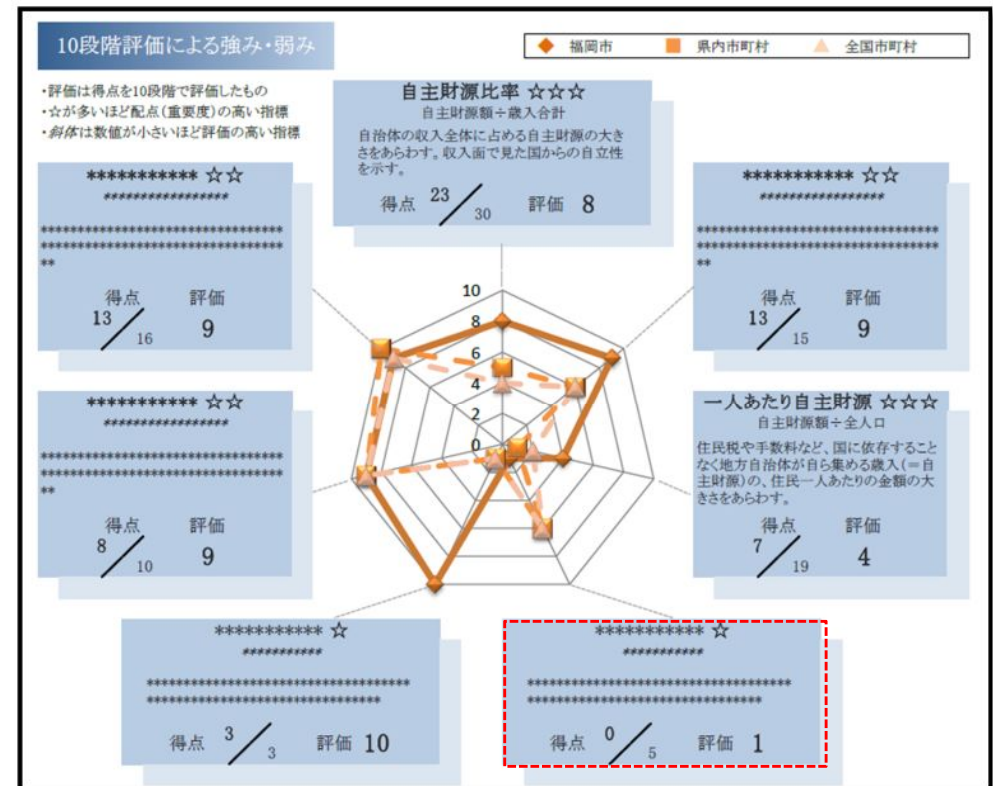 10段階評価による強み・弱み
福岡市 県内市町村 全国市町村
・評価は得点を10段階で評価したもの
・☆が多いほど配点(重要度)の高い指標
・斜体は数値が小さいほど評価の高い指標
自主財源比率 ☆☆☆
自主財源額÷歳入合計
自治体の収入全体に占める自主財源の大き
さをあらわす。収入面で見た国からの自立性
を示す。
得点 23/30 評価 8
*********** ☆☆
*****************
*********************************
*********************************
**
得点 評価
13/16 9
*********** ☆☆
*****************
*********************************
*********************************
**
得点 評価
13/15 9
10
8
6
4
2
0
*********** ☆☆
*****************
*********************************
*********************************
**
得点 評価
8/10 9
一人あたり自主財源 ☆☆☆
自主財源額÷全人口
住民税や手数料など、国に依存すること
なく地方自治体が自ら集める歳入(=自
主財源)の、住民一人あたりの金額の大
きさをあらわす。
得点 評価
7/19 4
*********** ☆
***********
************************************
********************************
得点 3/3 評価 10
*********** ☆
***********
************************************
********************************
得点 0/5 評価 1